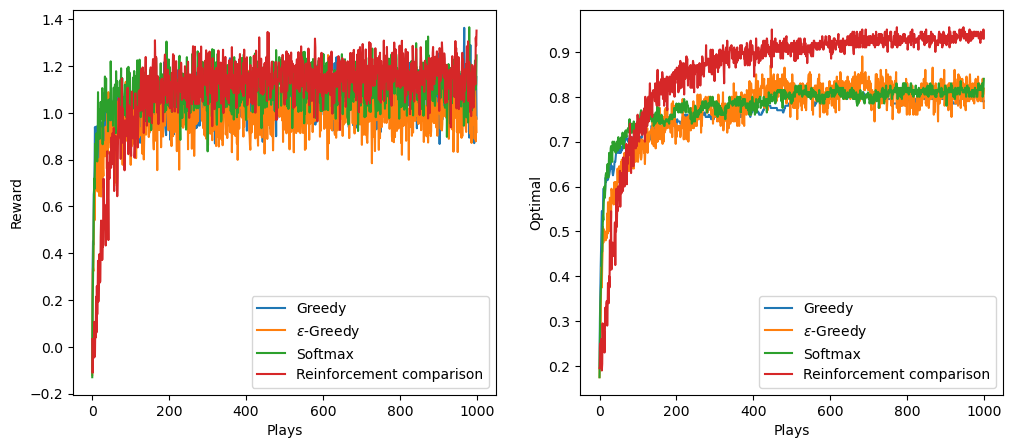 1.4
1.2
1.0
0.8
0.6
0.4
0.2
0.0
−0.2
Reward
0 200 400 600 800 1000
Plays
Greedy
ε-Greedy
Softmax
Reinforcement comparison
0.9
0.8
0.7
0.6
0.5
0.4
0.3
0.2
Optimal
0 200 400 600 800 1000
Plays
Greedy
ε-Greedy
Softmax
Reinforcement comparison